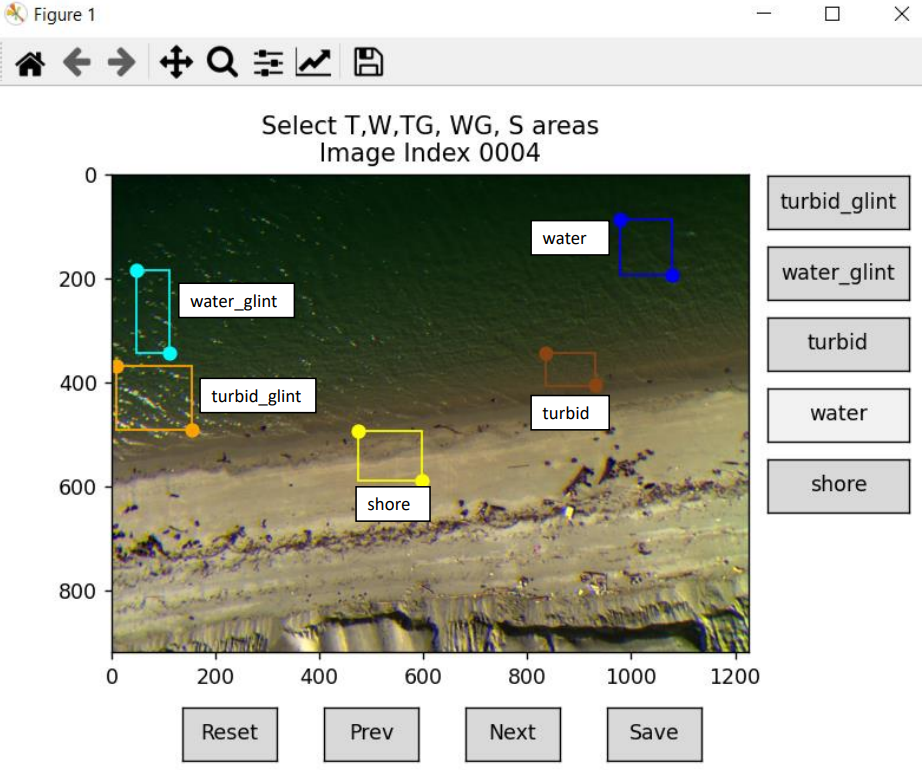 Figure 1
Select T,W,TG, WG, S areas
Image Index 0004
0
200
400
600
800
0
200
400
600
800
1000
1200
water
water_glint
turbid_glint
turbid
shore
turbid_glint
water_glint
turbid
water
shore
Reset
Prev
Next
Save